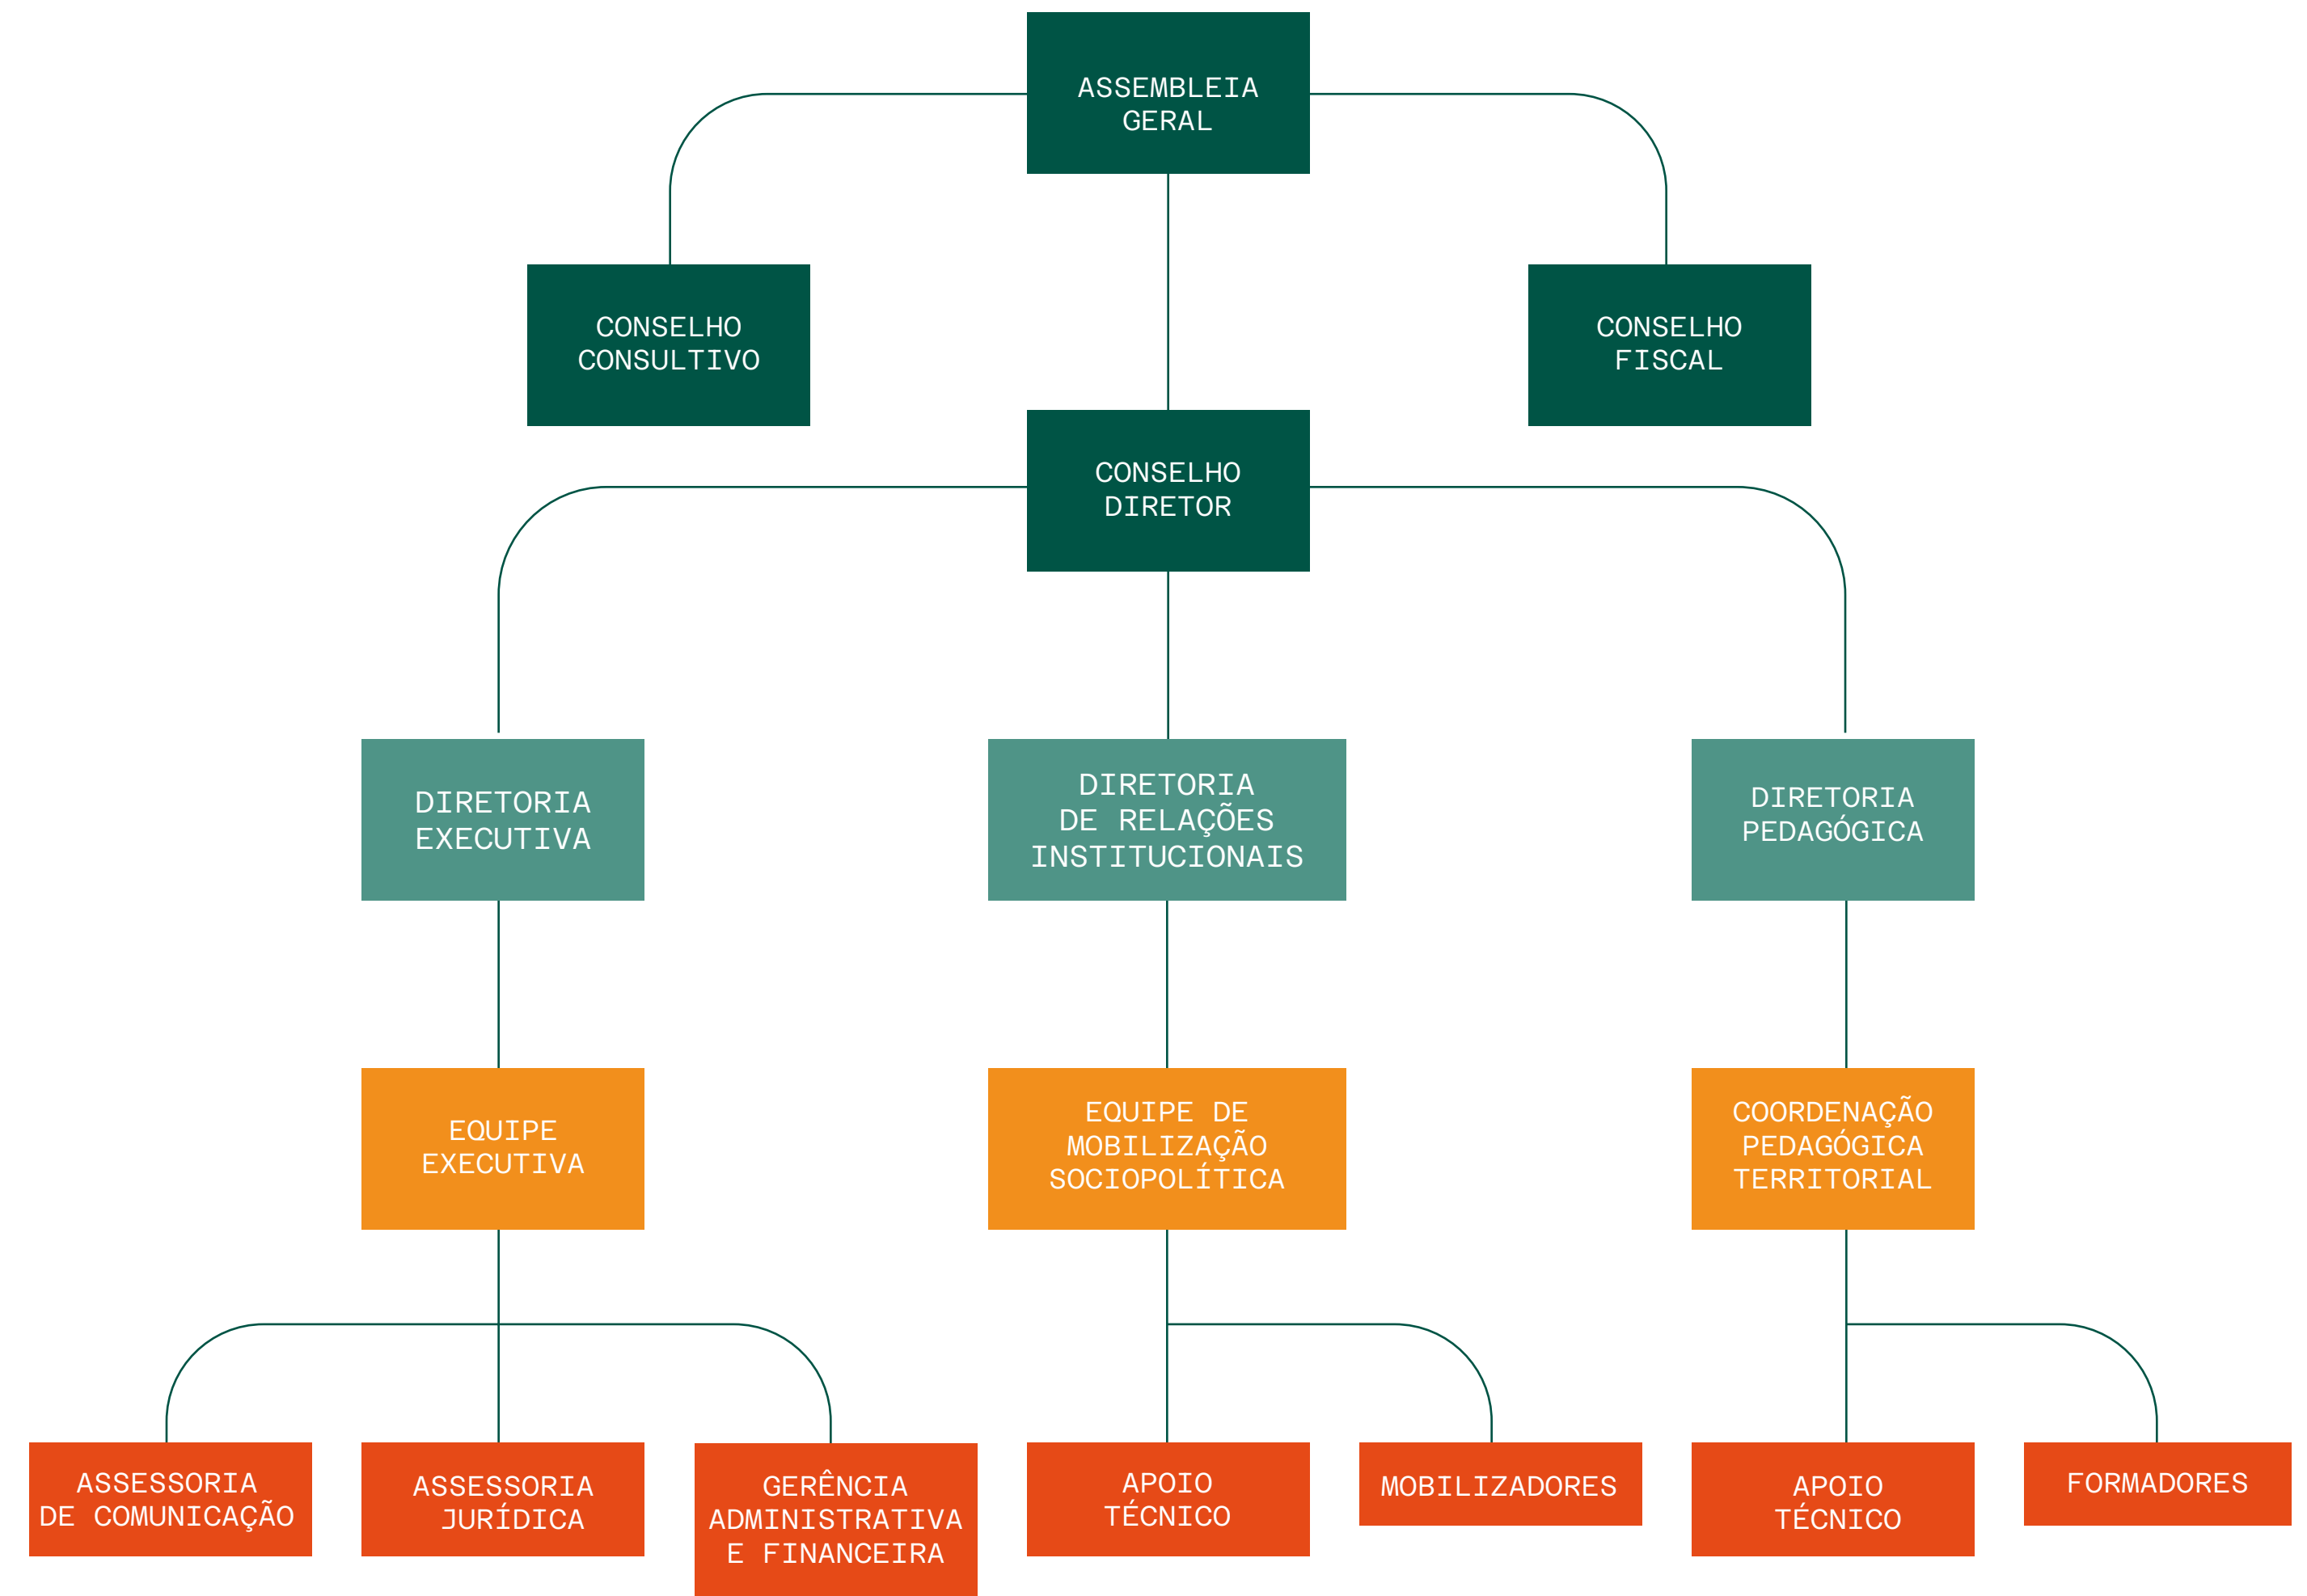 ASSEMBLEIA
GERAL
CONSELHO
CONSULTIVO
CONSELHO
FISCAL
CONSELHO
DIRETOR
DIRETORIA
EXECUTIVA
DIRETORIA
DE RELAÇÕES
INSTITUCIONAIS
DIRETORIA
PEDAGÓGICA
EQUIPE
EXECUTIVA
EQUIPE DE
MOBILIZAÇÃO
SOCIOPOLÍTICA
COORDENAÇÃO
PEDAGÓGICA
TERRITORIAL
ASSESSORIA
DE COMUNICAÇÃO
ASSESSORIA
JURÍDICA
GERÊNCIA
ADMINISTRATIVA
E FINANCEIRA
APOIO
TÉCNICO
MOBILIZADORES
APOIO
TÉCNICO
FORMADORES